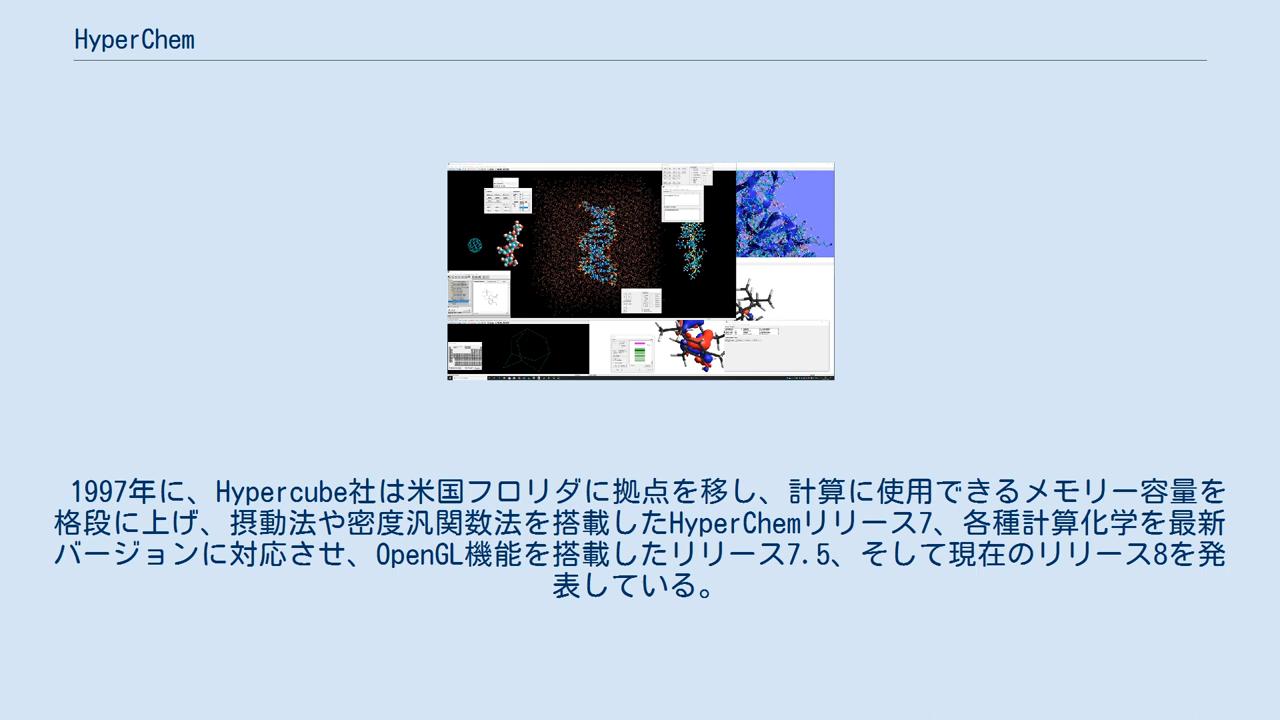 HyperChem
1997年に、Hypercube社は米国フロリダに拠点を移し、計算に使用できるメモリー容量を
格段に上げ、摂動法や密度汎関数法を搭載したHyperChemリリース7、各種計算化学を最新
バージョンに対応させ、OpenGL機能を搭載したリリース7.5、そして現在のリリース8を発
表している。